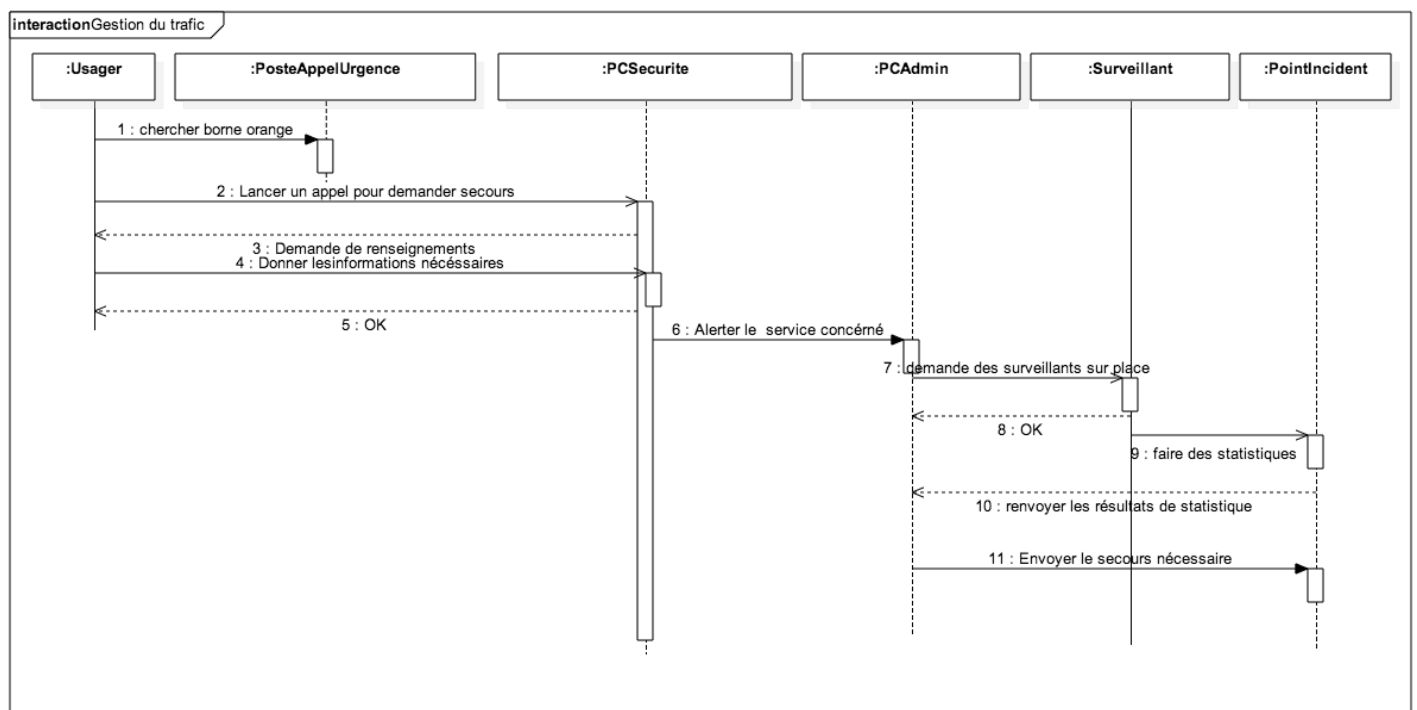 interactionGestion du trafic
:Usager
:PosteAppelUrgence
:PCSecurite
:PCAdmin
:Surveillant
:PointIncident
1 : chercher borne orange
2 : Lancer un appel pour demander secours
3 : Demande de renseignements
4 : Donner lesinformations nécéssaires
5 : OK
6 : Alerter le  service concérné
7 : demande des surveillants sur place
8 : OK
9 : faire des statistiques
10 : renvoyer les résultats de statistique
11 : Envoyer le secours nécessaire